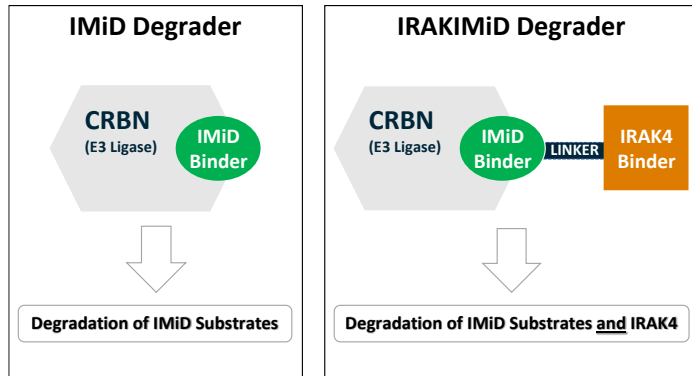 IMiD Degrader
CRBN
(E3 Ligase)
IMiD
Binder
Degradation of IMiD Substrates
IRAKIMiD Degrader
CRBN
(E3 Ligase)
IMiD
Binder
LINKER
IRAK4
Binder
Degradation of IMiD Substrates and IRAK4